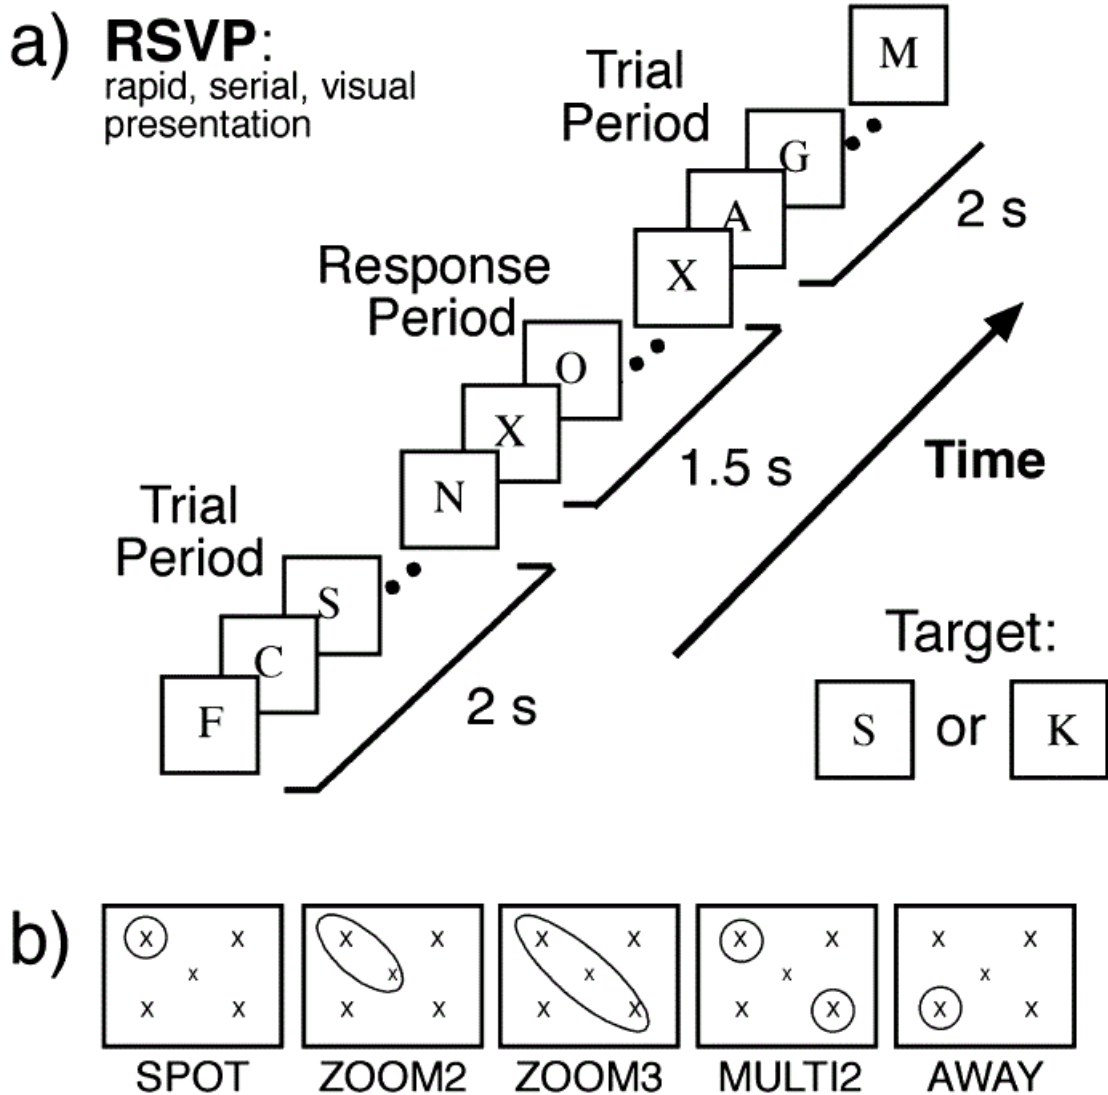 a)
RSVP:
rapid, serial, visual
presentation
Trial
Period
M
G
A
X
2 s
Response
Period
O
X
N
1.5 s
Time
Trial
Period
S
C
F
2 s
Target:
S or K
b)
x x
x
x x
SPOT
x x
x
x x
ZOOM2
x x
x
x x
ZOOM3
x x
x
x x
MULTI2
x x
x
x x
AWAY